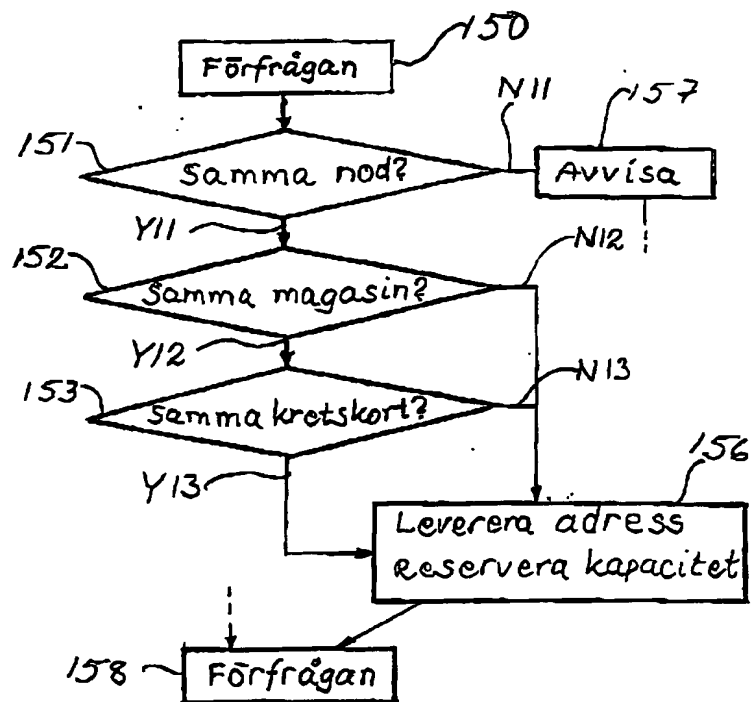 150
Förfrågan
N11
157
151
Samma nod?
Avvisa
Y11
N12
152
Samma magasin?
Y12
N13
153
Samma kretskort?
Y13
156
Leverera adress
Reservera kapacitet
158
Förfrågan